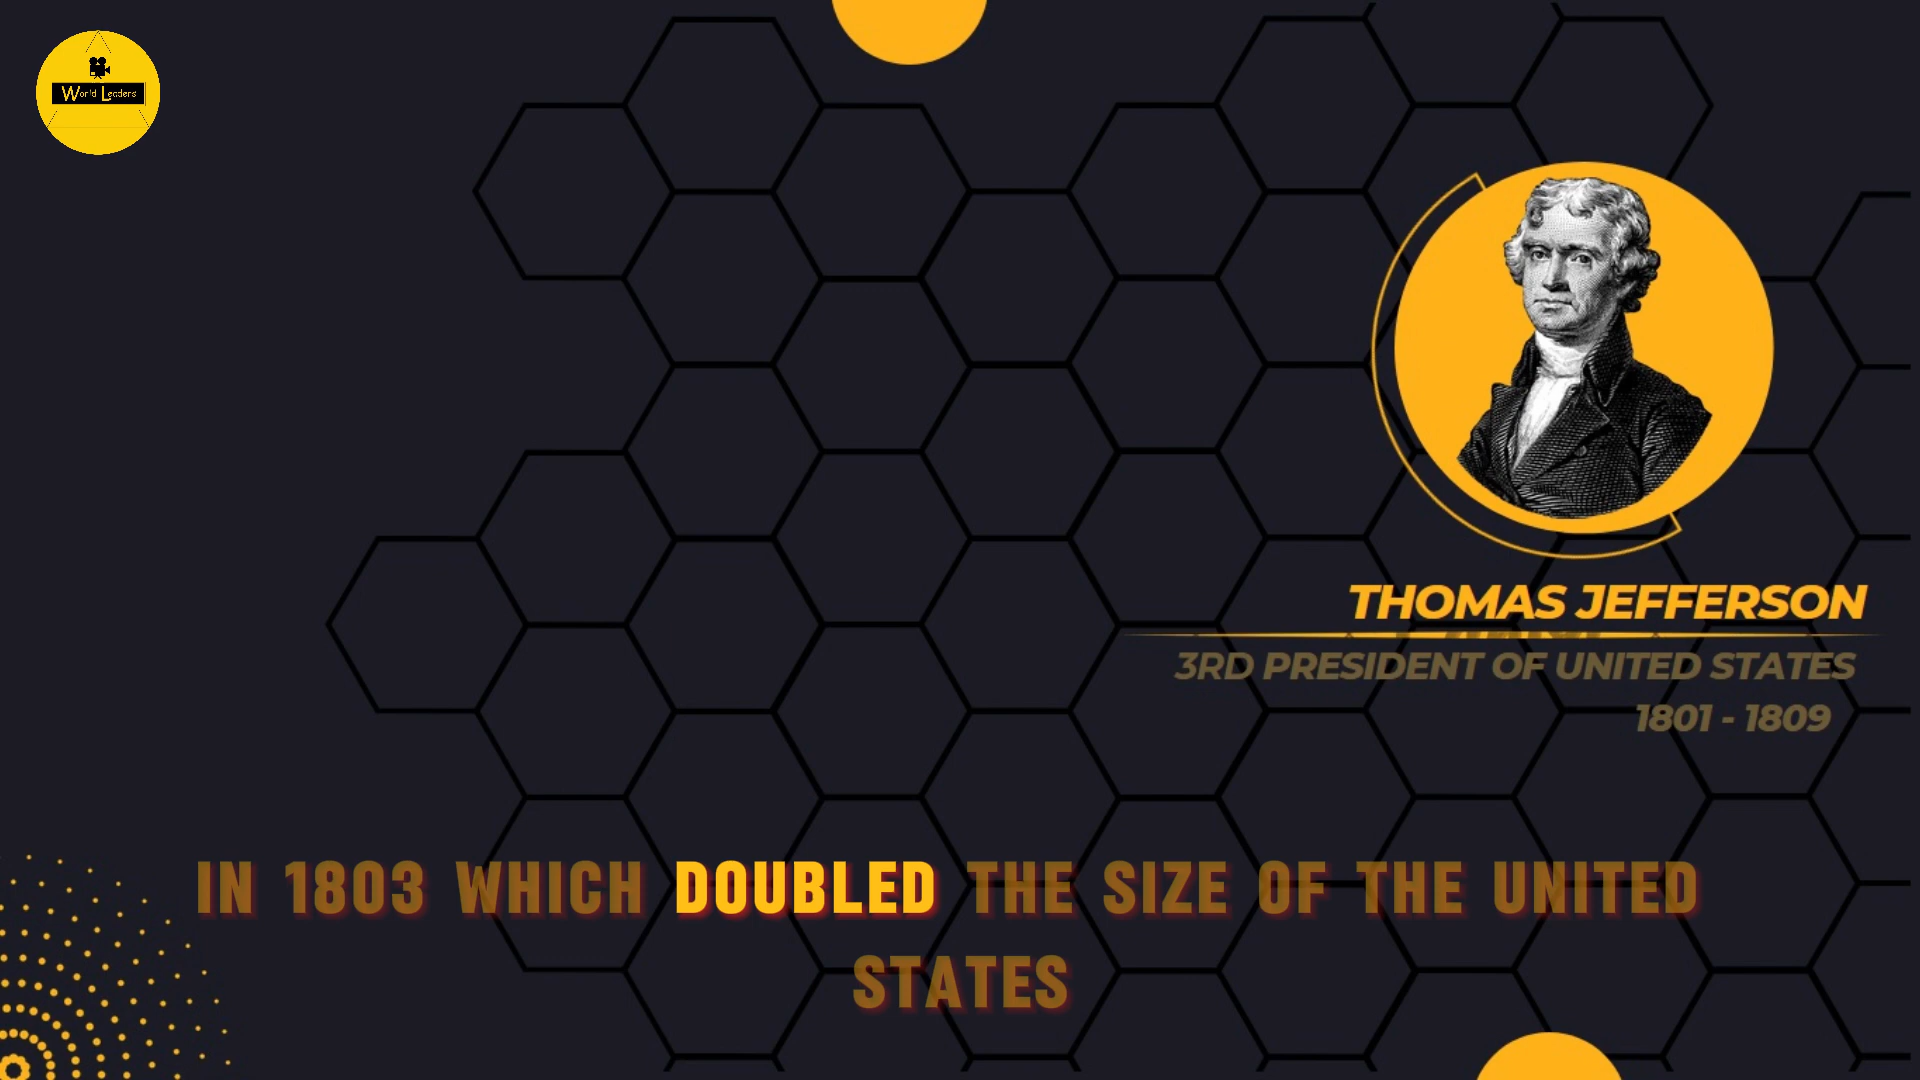 World Leaders
THOMAS JEFFERSON
3RD PRESIDENT OF UNITED STATES
1801 - 1809
IN 1803 WHICH DOUBLED THE SIZE OF THE UNITED
STATES